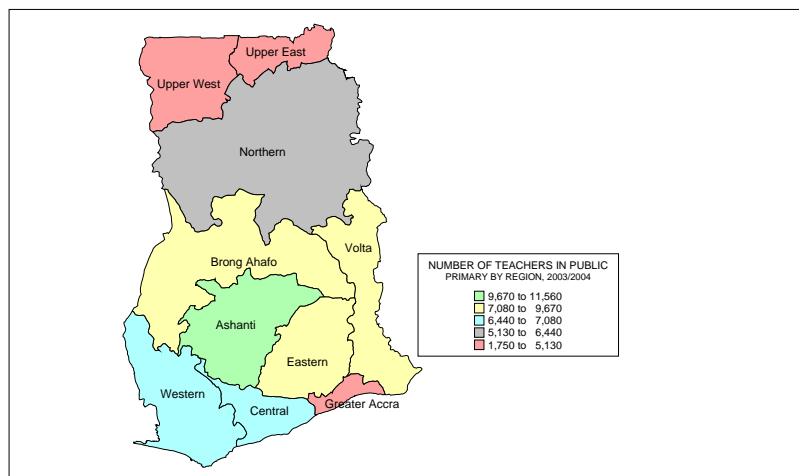 Upper East
Upper West
Northern
Volta
Brong Ahafo
Ashanti
Eastern
Western
Central
Greater Accra
NUMBER OF TEACHERS IN PUBLIC
PRIMARY BY REGION, 2003/2004
9,670 to 11,560
7,080 to 9,670
6,440 to 7,080
5,130 to 6,440
1,750 to 5,130